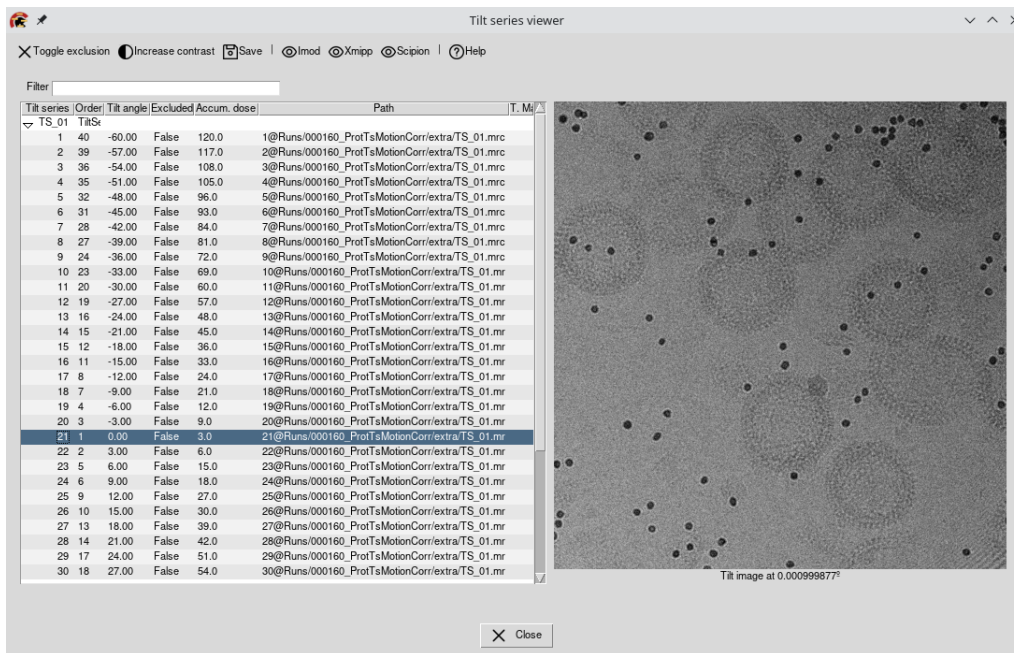 Tilt series viewer
Toggle exclusion Increase contrast Save Imod Xmipp Scipion Help
Filter
Tilt series Order Tilt angle Excluded Accum. dose Path T. Ma
TS_01 TiltSe
1 40 -60.00 False 120.0 1@Runs/000160_ProtTsMotionCorr/extra/TS_01.mrc
2 39 -57.00 False 117.0 2@Runs/000160_ProtTsMotionCorr/extra/TS_01.mrc
3 36 -54.00 False 108.0 3@Runs/000160_ProtTsMotionCorr/extra/TS_01.mrc
4 35 -51.00 False 105.0 4@Runs/000160_ProtTsMotionCorr/extra/TS_01.mrc
5 32 -48.00 False 96.0 5@Runs/000160_ProtTsMotionCorr/extra/TS_01.mrc
6 31 -45.00 False 93.0 6@Runs/000160_ProtTsMotionCorr/extra/TS_01.mrc
7 28 -42.00 False 84.0 7@Runs/000160_ProtTsMotionCorr/extra/TS_01.mrc
8 27 -39.00 False 81.0 8@Runs/000160_ProtTsMotionCorr/extra/TS_01.mrc
9 24 -36.00 False 72.0 9@Runs/000160_ProtTsMotionCorr/extra/TS_01.mrc
10 23 -33.00 False 69.0 10@Runs/000160_ProtTsMotionCorr/extra/TS_01.mr
11 20 -30.00 False 60.0 11@Runs/000160_ProtTsMotionCorr/extra/TS_01.mr
12 19 -27.00 False 57.0 12@Runs/000160_ProtTsMotionCorr/extra/TS_01.mr
13 16 -24.00 False 48.0 13@Runs/000160_ProtTsMotionCorr/extra/TS_01.mr
14 15 -21.00 False 45.0 14@Runs/000160_ProtTsMotionCorr/extra/TS_01.mr
15 12 -18.00 False 36.0 15@Runs/000160_ProtTsMotionCorr/extra/TS_01.mr
16 11 -15.00 False 33.0 16@Runs/000160_ProtTsMotionCorr/extra/TS_01.mr
17 8 -12.00 False 24.0 17@Runs/000160_ProtTsMotionCorr/extra/TS_01.mr
18 7 -9.00 False 21.0 18@Runs/000160_ProtTsMotionCorr/extra/TS_01.mr
19 4 -6.00 False 12.0 19@Runs/000160_ProtTsMotionCorr/extra/TS_01.mr
20 3 -3.00 False 9.0 20@Runs/000160_ProtTsMotionCorr/extra/TS_01.mr
21 1 0.00 False 3.0 21@Runs/000160_ProtTsMotionCorr/extra/TS_01.mr
22 2 3.00 False 6.0 22@Runs/000160_ProtTsMotionCorr/extra/TS_01.mr
23 5 6.00 False 15.0 23@Runs/000160_ProtTsMotionCorr/extra/TS_01.mr
24 6 9.00 False 18.0 24@Runs/000160_ProtTsMotionCorr/extra/TS_01.mr
25 9 12.00 False 27.0 25@Runs/000160_ProtTsMotionCorr/extra/TS_01.mr
26 10 15.00 False 30.0 26@Runs/000160_ProtTsMotionCorr/extra/TS_01.mr
27 13 18.00 False 39.0 27@Runs/000160_ProtTsMotionCorr/extra/TS_01.mr
28 14 21.00 False 42.0 28@Runs/000160_ProtTsMotionCorr/extra/TS_01.mr
29 17 24.00 False 51.0 29@Runs/000160_ProtTsMotionCorr/extra/TS_01.mr
30 18 27.00 False 54.0 30@Runs/000160_ProtTsMotionCorr/extra/TS_01.mr
Tilt image at 0.000999877º
Close